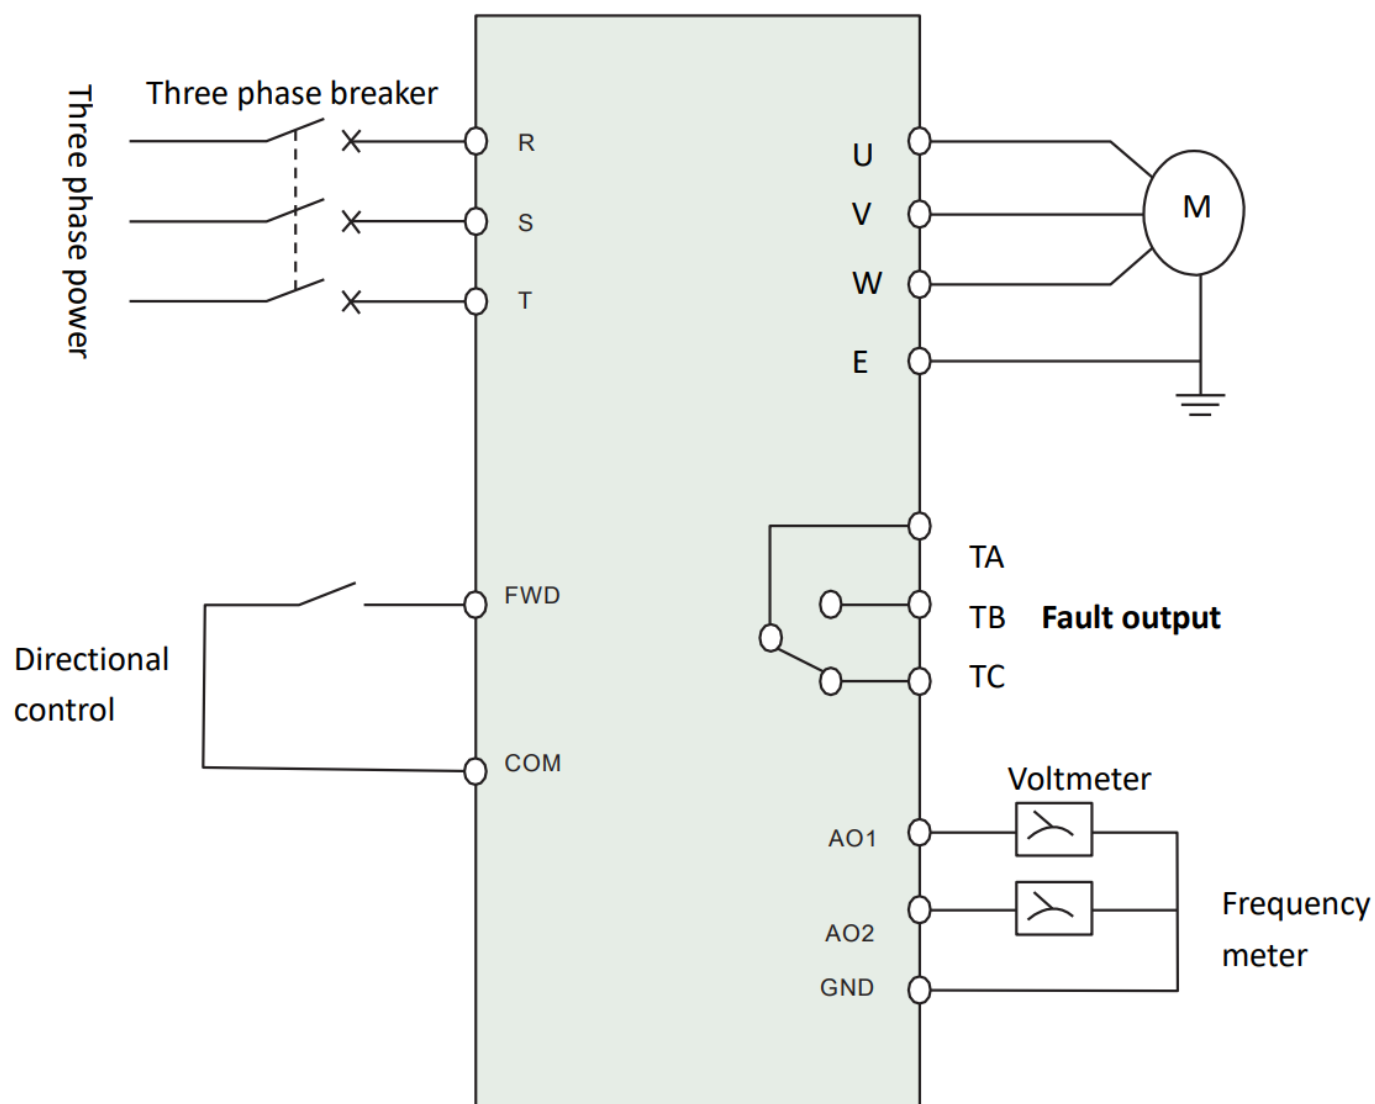 Three phase breaker
Three phase power
R
S
T
U
V
W
E
M
FWD
COM
Directional
control
TA
TB Fault output
TC
Voltmeter
AO1
AO2
GND
Frequency
meter